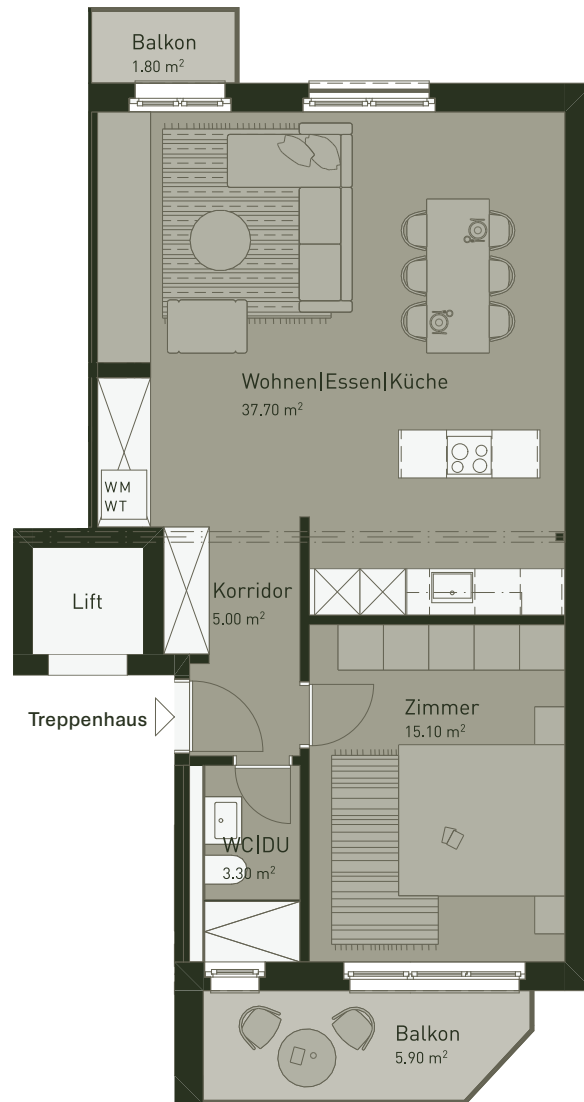 Balkon
1.80 m²
Wohnen|Essen|Küche
37.70 m²
WM
WT
Lift
Korridor
5.00 m²
Treppenhaus
Zimmer
15.10 m²
WC|DU
3.30 m²
Balkon
5.90 m²